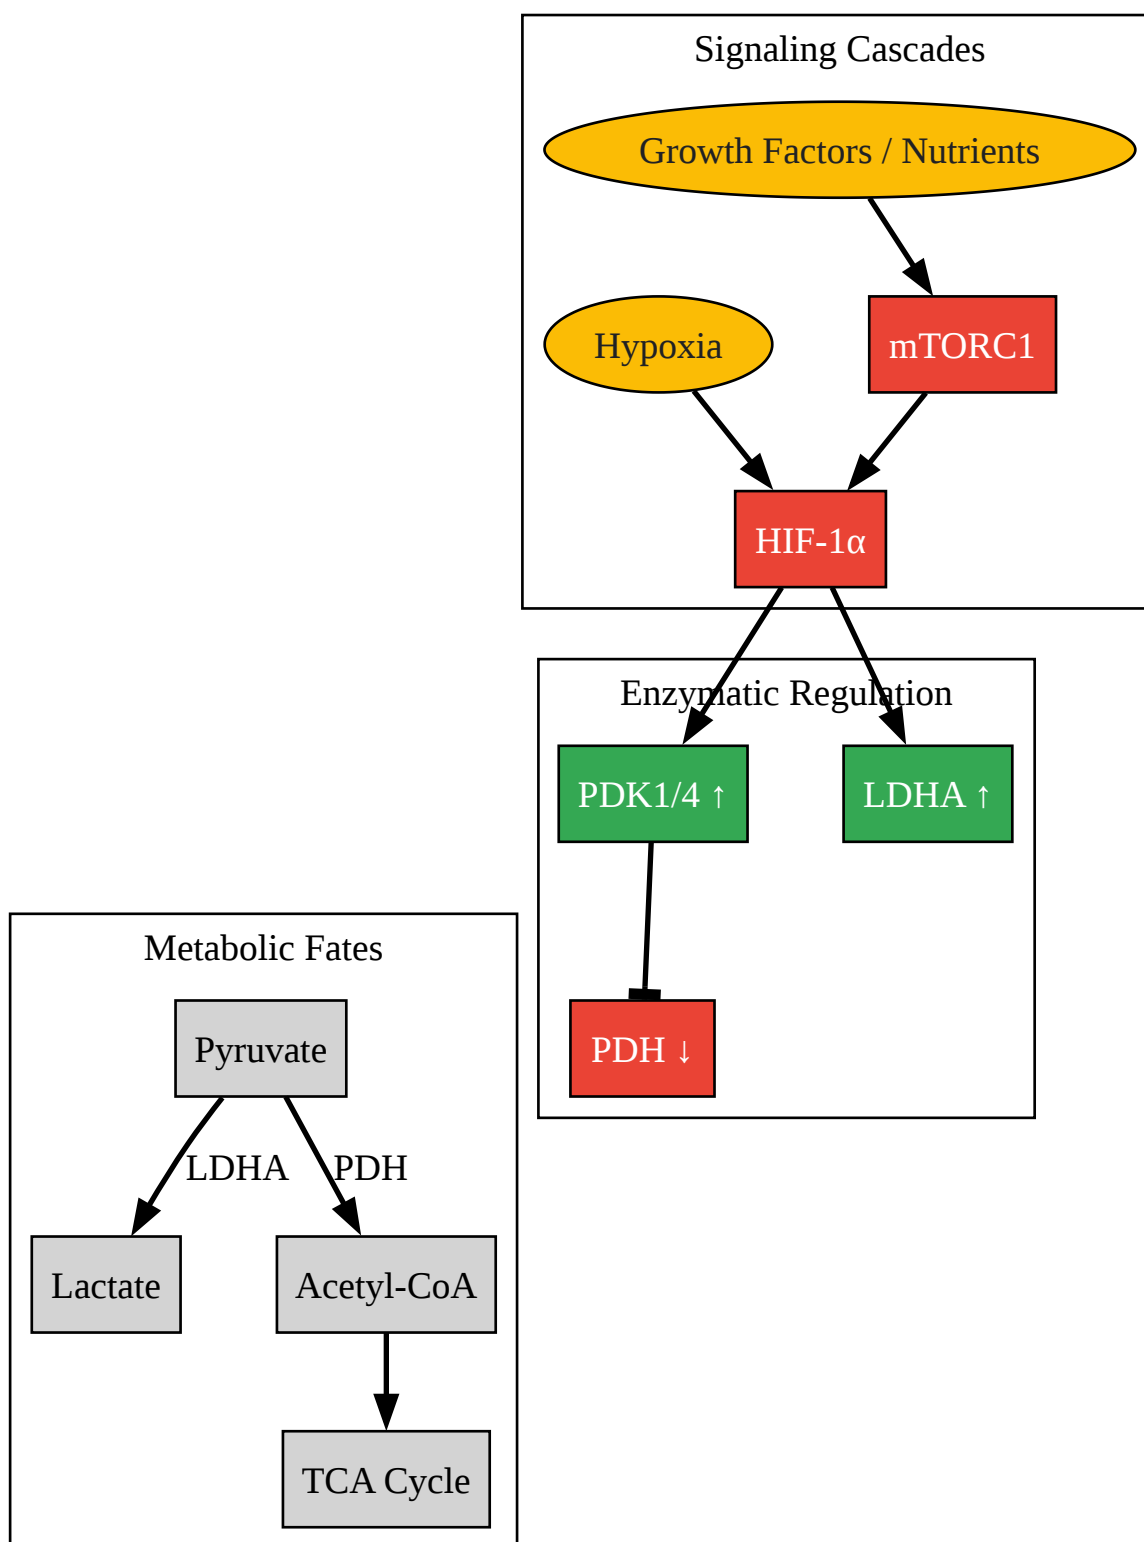 Signaling Cascades
Growth Factors / Nutrients
Hypoxia
mTORC1
HIF-1α
Enzymatic Regulation
PDK1/4 ↑
LDHA ↑
PDH ↓
Metabolic Fates
Pyruvate
LDHA
PDH
Lactate
Acetyl-CoA
TCA Cycle